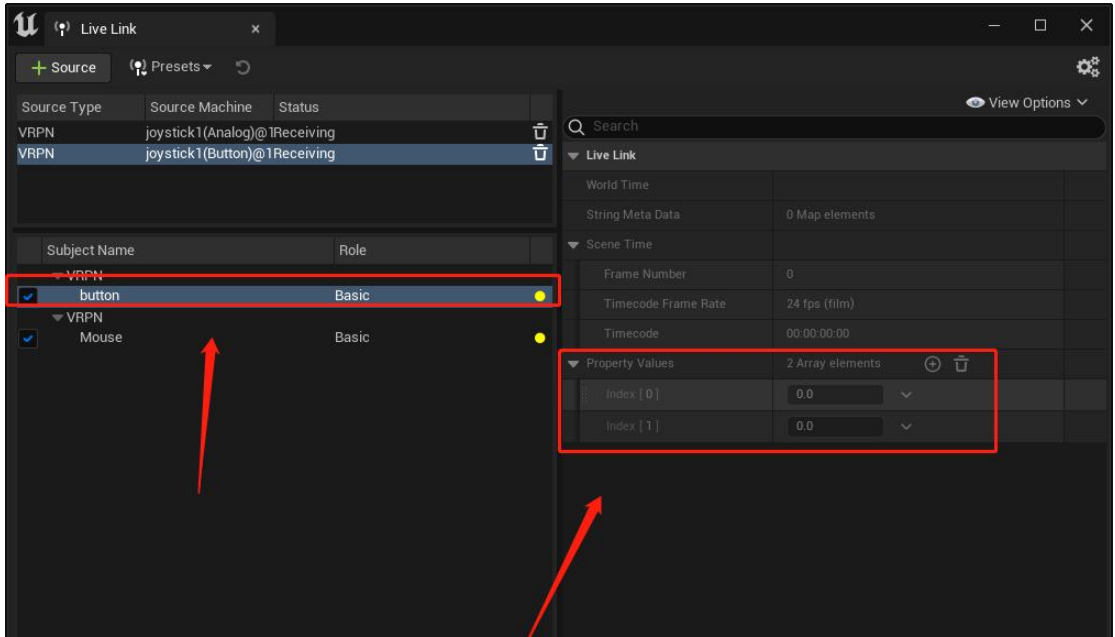 Live Link
Source
Presets
Source Type Source Machine Status
VRPN joystick1(Analog)@1Receiving
VRPN joystick1(Button)@1Receiving
Subject Name Role
VRPN
button Basic
VRPN
Mouse Basic
View Options
Search
Live Link
World Time
String Meta Data 0 Map elements
Scene Time
Frame Number 0
Timecode Frame Rate 24 fps (film)
Timecode 00:00:00:00
Property Values 2 Array elements
Index [ 0 ] 0.0
Index [ 1 ] 0.0